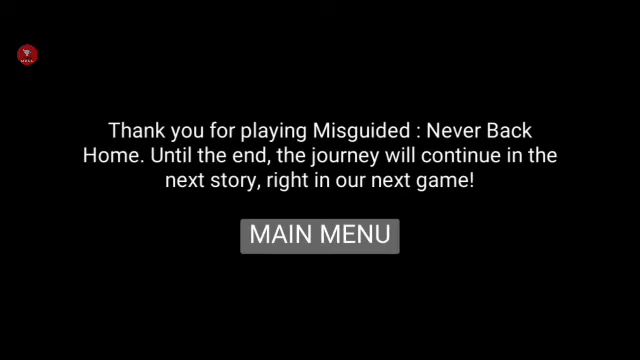 Thank you for playing Misguided : Never Back
Home. Until the end, the journey will continue in the
next story, right in our next game!
MAIN MENU